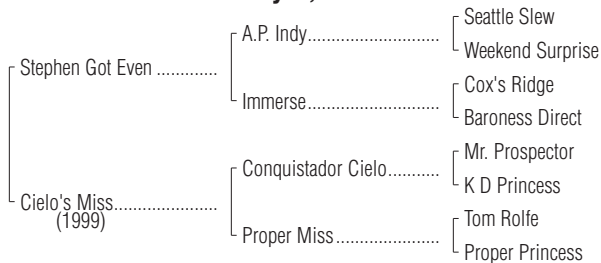 Seattle Slew
A.P. Indy
Weekend Surprise
Stephen Got Even
Cox's Ridge
Immerse
Baroness Direct
Mr. Prospector
Conquistador Cielo
K D Princess
Cielo's Miss
(1999)
Tom Rolfe
Proper Miss
Proper Princess